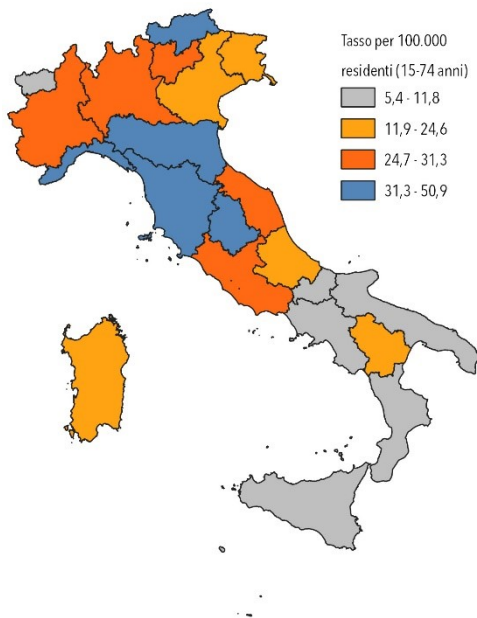 Tasso per 100.000
residenti (15-74 anni)
5,4 - 11,8
11,9 - 24,6
24,7 - 31,3
31,3 - 50,9